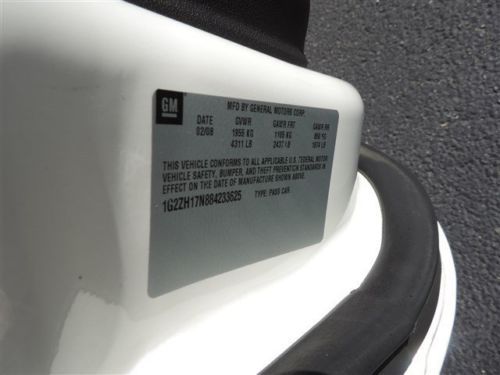 GM
MFD BY GENERAL MOTORS CORP.
DATE GVWR GAWR FRT GAWR RR
02/08 1955 KG 1105 KG 850 KG
4311 LB 2437 LB 1874 LB
THIS VEHICLE CONFORMS TO ALL APPLICABLE U.S. FEDERAL MOTOR
VEHICLE SAFETY, BUMPER, AND THEFT PREVENTION STANDARDS IN
EFFECT ON THE DATE OF MANUFACTURE SHOWN ABOVE.
1G2ZH17N884233625 TYPE: PASS CAR